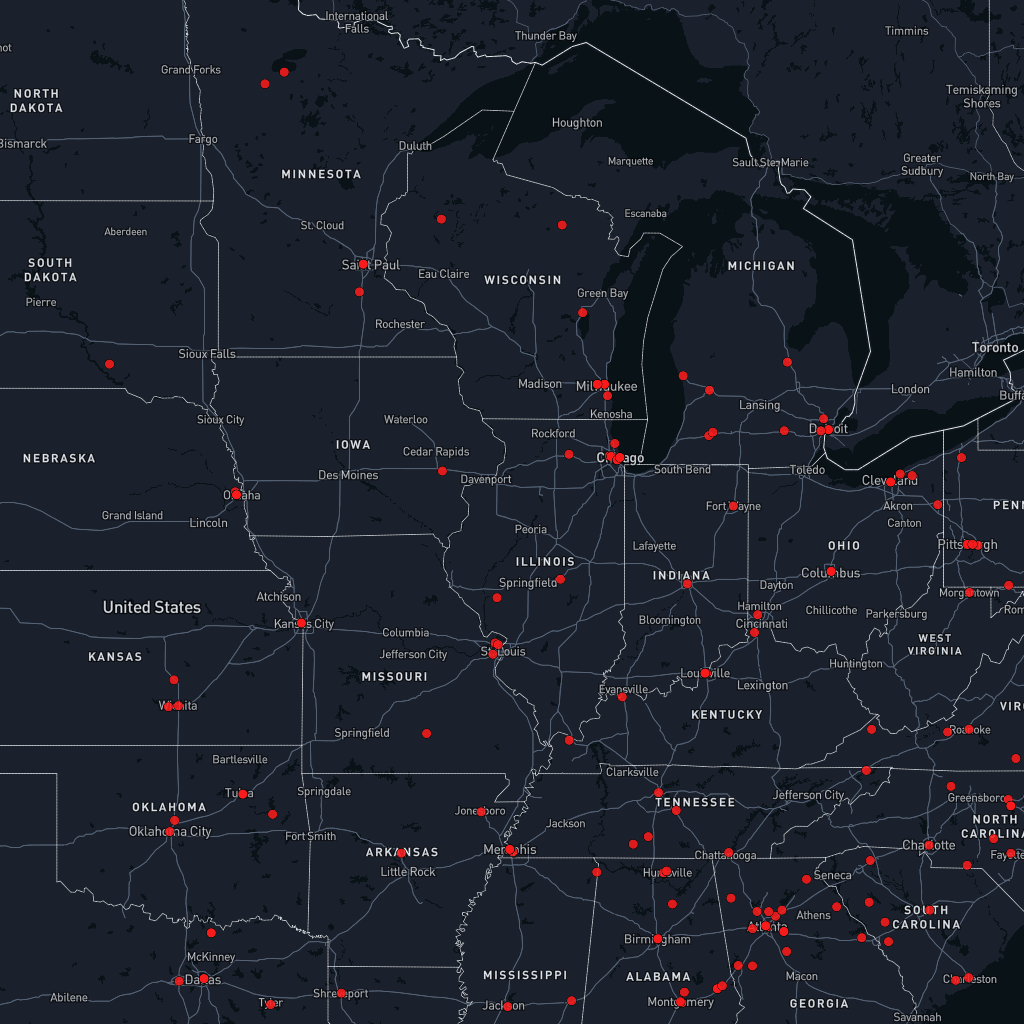 International
Falls
Thunder Bay
Timmins
Grand Forks
NORTH
DAKOTA
Temiskaming
Shores
Houghton
Bismarck
Fargo
Duluth
Marquette
Sault Ste-Marie
Greater
Sudbury
North Bay
MINNESOTA
Escanaba
St. Cloud
Aberdeen
SOUTH
DAKOTA
Saint Paul
Eau Claire
WISCONSIN
MICHIGAN
Green Bay
Pierre
Rochester
Toronto
Sioux Falls
Hamilton
Madison
Milwaukee
London
Lansing
Kenosha
Sioux City
Waterloo
Rockford
Detroit
IOWA
Cedar Rapids
NEBRASKA
Chicago
South Bend
Toledo
Des Moines
Davenport
Cleveland
Omaha
Fort Wayne
Akron
Grand Island
Lincoln
Peoria
Canton
Lafayette
OHIO
Pittsburgh
ILLINOIS
INDIANA
Columbus
Springfield
Dayton
Morgantown
Atchison
United States
Hamilton
Chillicothe
Parkersburg
Kansas City
Bloomington
Cincinnati
Columbia
WEST
VIRGINIA
KANSAS
Jefferson City
St. Louis
Huntington
MISSOURI
Louisville
Lexington
Evansville
Wichita
KENTUCKY
Springfield
Roanoke
Bartlesville
Clarksville
Tulsa
Springdale
Jefferson City
Greensboro
OKLAHOMA
TENNESSEE
Jonesboro
NORTH
CAROLINA
Oklahoma City
Fort Smith
Jackson
Charlotte
ARKANSAS
Memphis
Chattanooga
Little Rock
Huntsville
Seneca
Athens
SOUTH
CAROLINA
Atlanta
Birmingham
McKinney
MISSISSIPPI
ALABAMA
Macon
Charleston
Dallas
Abilene
Tyler
Shreveport
Jackson
Montgomery
GEORGIA
Savannah